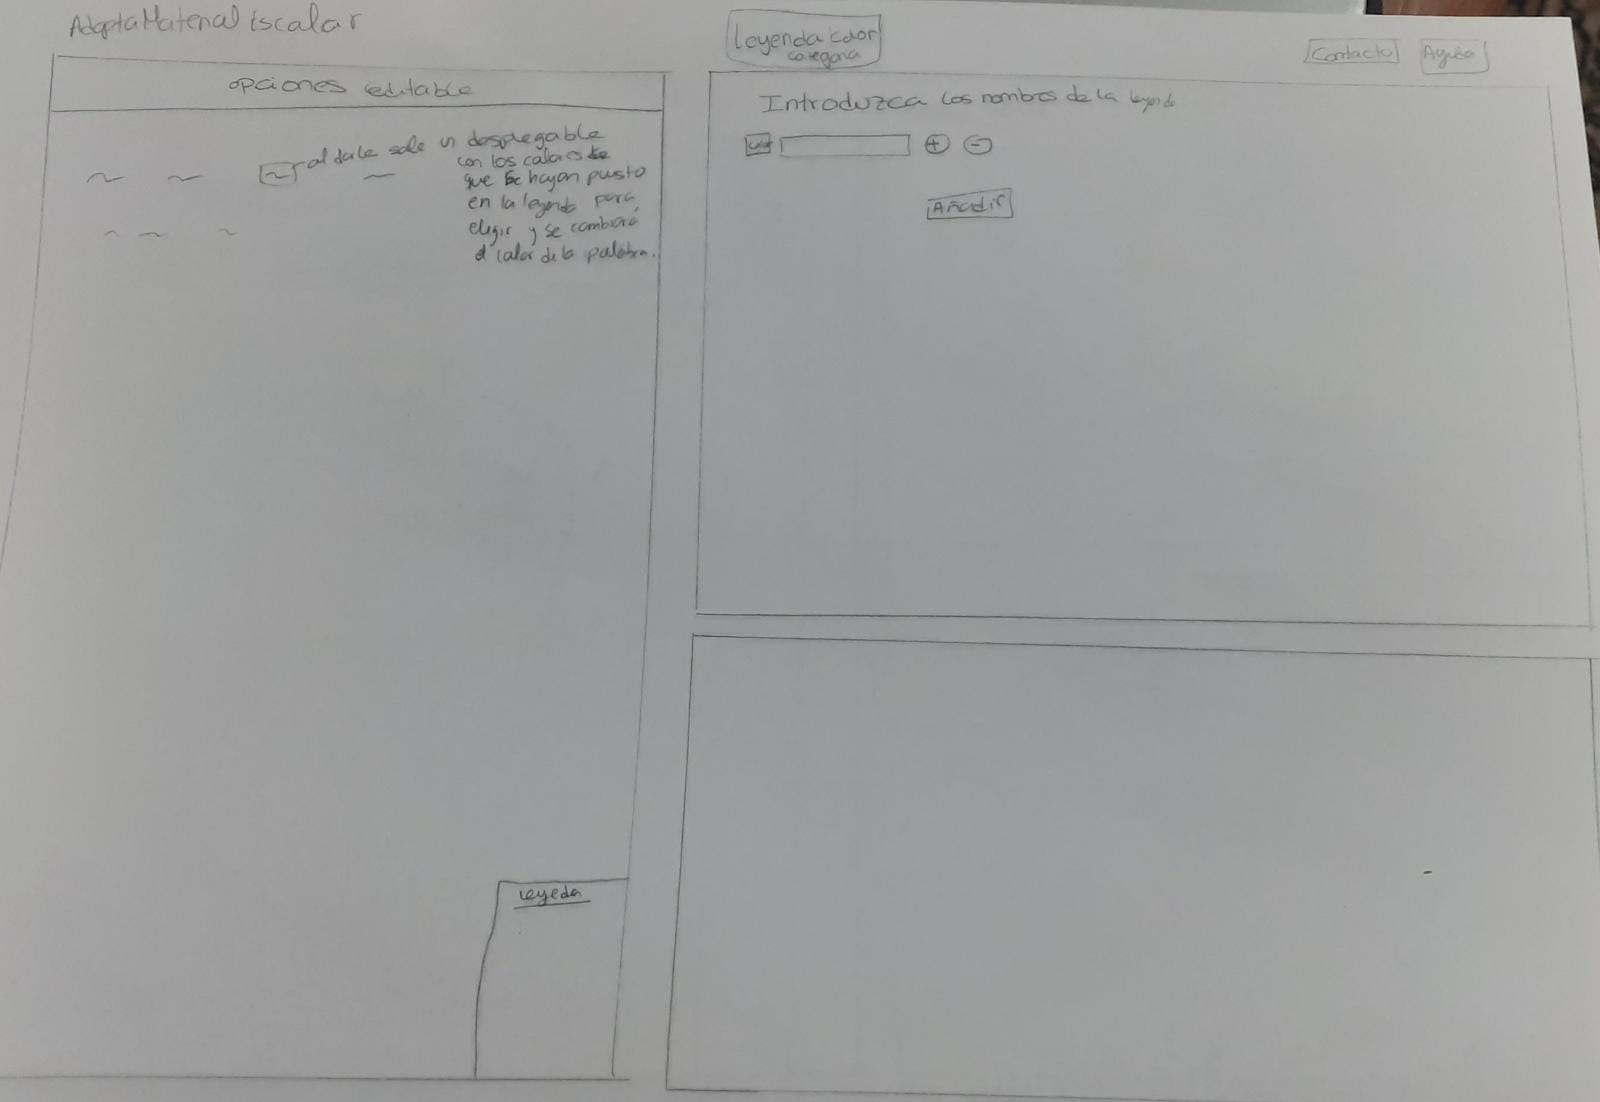 AdaptaMaterial Escolar
Leyenda color
categoria
Contacto
Ayuda
opciones editable
al darle sale un desplegable
con los colores
que se hayan puesto
en la leyenda para
elegir y se cambiará
el color de la palabra.
Introduzca los nombres de la leyenda
+ -
Añadir
Leyeda